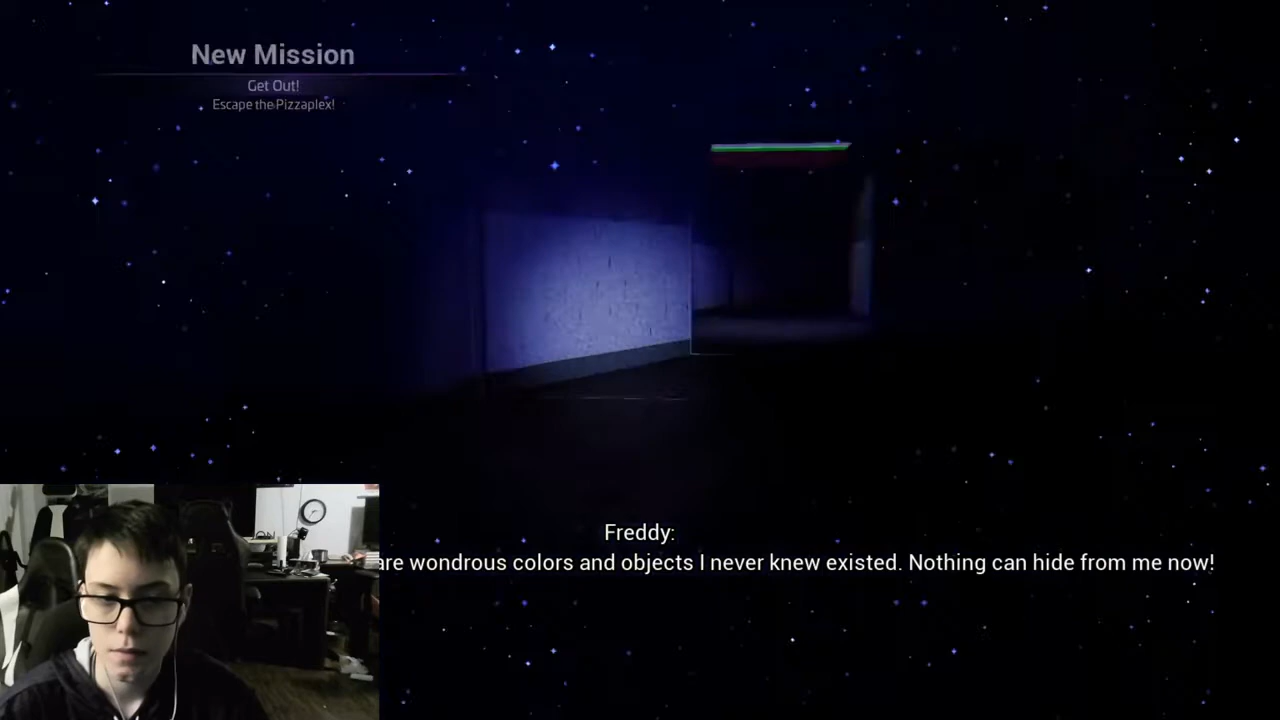 New Mission
Get Out!
Escape the Pizzaplex!
Freddy:
are wondrous colors and objects I never knew existed. Nothing can hide from me now!